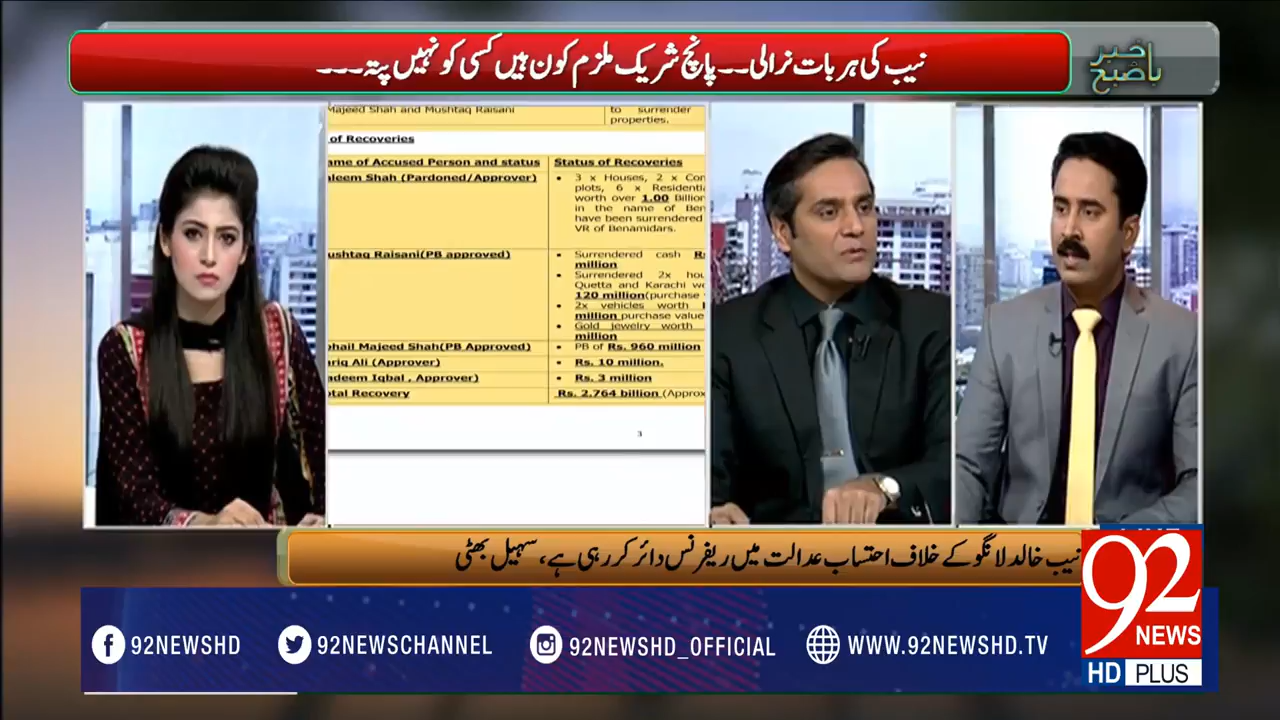 نیب کی ہر بات نرالی۔۔ پانچ شریک ملزم کون ہیں کسی کو نہیں پتہ۔۔۔
خبر
باضبح
Majeed Shah and Mushtaq Raisani
to surrender
properties.
of Recoveries
ame of Accused Person and status
Status of Recoveries
aleem Shah (Pardoned/Approver)
• 3 x Houses, 2 x Con
plots, 6 x Residentia
worth over 1.00 Billion
in the name of Ben
have been surrendered
VR of Benamidars.
ushtaq Raisani(PB approved)
• Surrendered cash Rs
million
• Surrendered 2x hou
Quetta and Karachi wo
120 million(purchase v
• 2x vehicles worth
million purchase value
• Gold jewelry worth
million
ohail Majeed Shah(PB Approved)
• PB of Rs. 960 million
ariq Ali (Approver)
• Rs. 10 million.
adeem Iqbal , Approver)
• Rs. 3 million
otal Recovery
Rs. 2.764 billion (Approx
3
نیب خالد لانگو کے خلاف احتساب عدالت میں ریفرنس دائر کر رہی ہے، سہیل بھٹی
92NEWSHD
92NEWSCHANNEL
92NEWSHD_OFFICIAL
WWW.92NEWSHD.TV
92
NEWS
HD PLUS